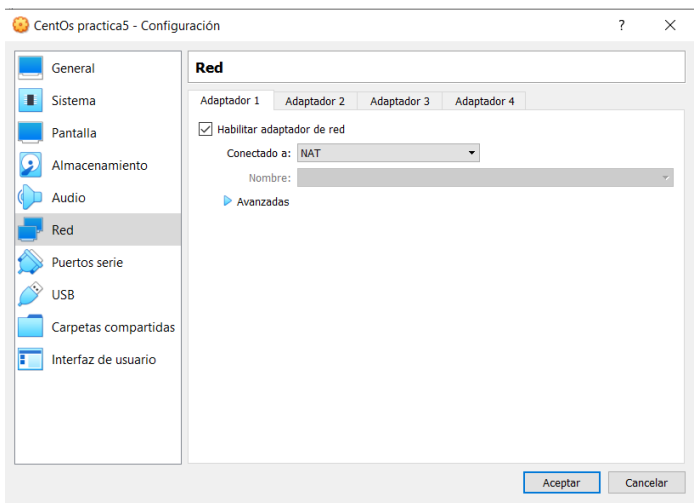 CentOs practica5 - Configuración
?
General
Sistema
Pantalla
Almacenamiento
Audio
Red
Puertos serie
USB
Carpetas compartidas
Interfaz de usuario
Red
Adaptador 1 Adaptador 2 Adaptador 3 Adaptador 4
Habilitar adaptador de red
Conectado a: NAT
Nombre:
Avanzadas
Aceptar Cancelar